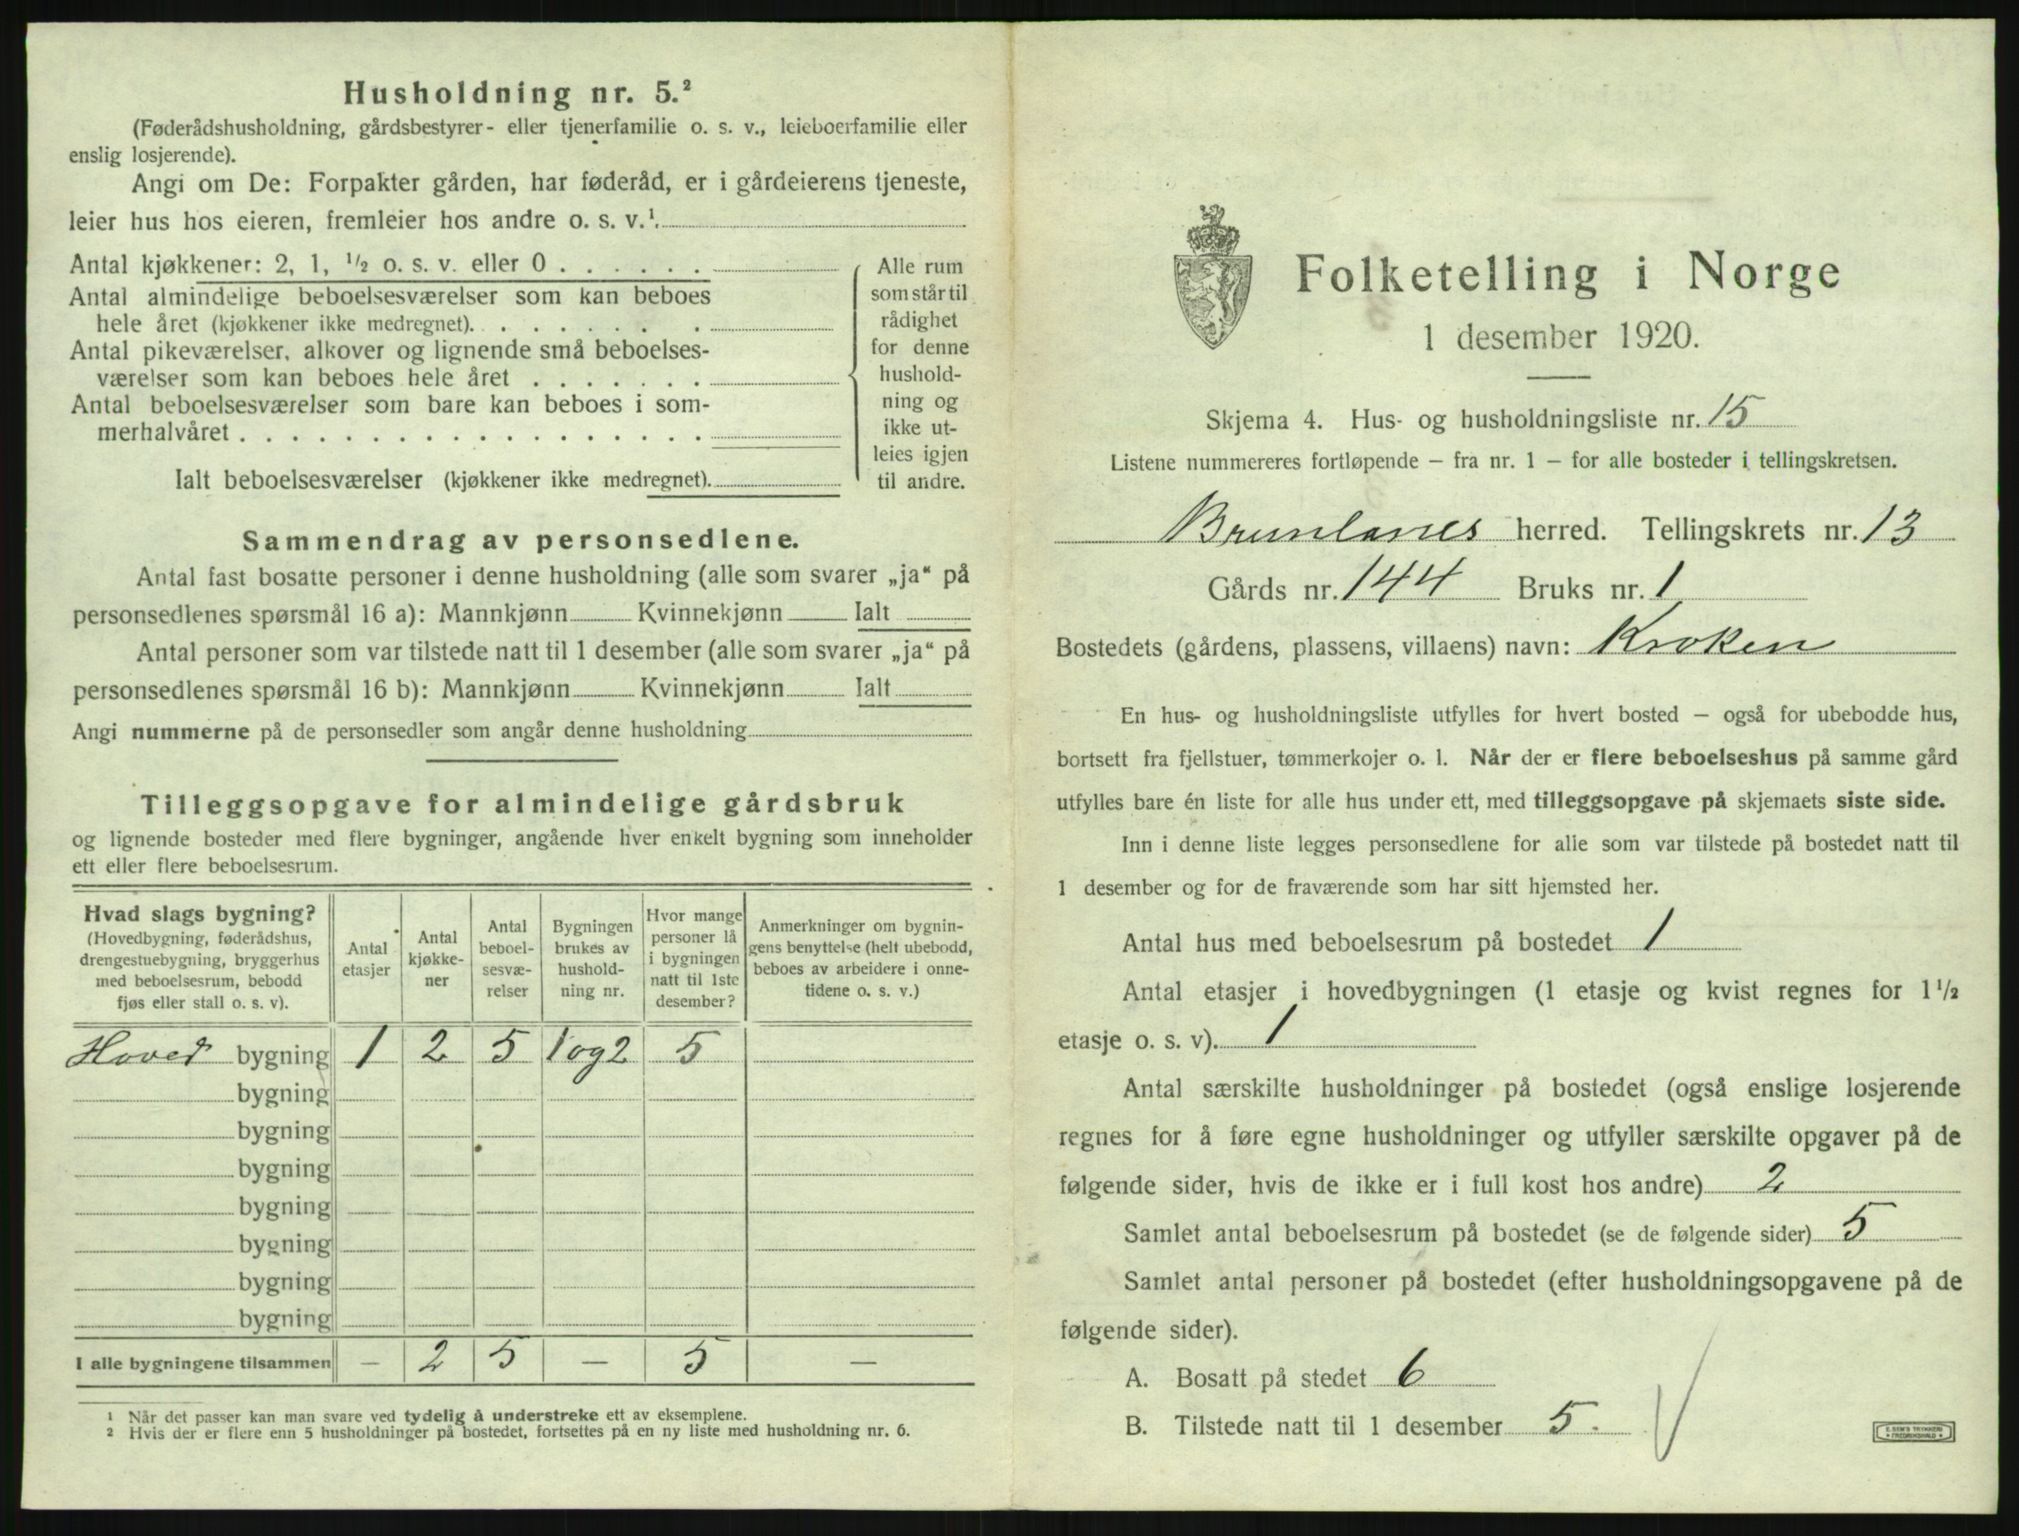 Husholdning nr. 5.²
(Føderådshusholdning, gårdsbestyrer- eller tjenerfamilie o. s. v., leieboerfamilie eller
enslig losjerende).
Angi om De: Forpakter gården, har føderåd, er i gårdeierens tjeneste,
leier hus hos eieren, fremleier hos andre o. s. v.¹.
Antal kjøkkener: 2, 1, ½ o. s. v. eller 0 . . . . . .
Antal almindelige beboelsesværelser som kan beboes
hele året (kjøkkener ikke medregnet). . . . . . . . .
Antal pikeværelser, alkover og lignende små beboelses-
værelser som kan beboes hele året . . . . . . .
Antal beboelsesværelser som bare kan beboes i som-
merhalvåret . . . . . . . . . . . . . . . . . .
Ialt beboelsesværelser (kjøkkener ikke medregnet).
Alle rum
som står til
rådighet
for denne
hushold-
ning og
ikke ut-
leies igjen
til andre.
Sammendrag av personsedlene.
Antal fast bosatte personer i denne husholdning (alle som svarer „ja“ på
personsedlenes spørsmål 16 a): Mannkjønn Kvinnekjønn Ialt
Antal personer som var tilstede natt til 1 desember (alle som svarer „ja“ på
personsedlenes spørsmål 16 b): Mannkjønn Kvinnekjønn Ialt
Angi nummerne på de personsedler som angår denne husholdning
Tilleggsopgave for almindelige gårdsbruk
og lignende bosteder med flere bygninger, angående hver enkelt bygning som inneholder
ett eller flere beboelsesrum.
Hvad slags bygning?
(Hovedbygning, føderådshus,
drengestuebygning, bryggerhus
med beboelsesrum, bebodd
fjøs eller stall o. s. v).
Antal
etasjer
Antal
kjøkke-
ner
Antal
beboel-
sesvæ-
relser
Bygningen
brukes av
hushold-
ning nr.
Hvor mange
personer lå
i bygningen
natt til 1ste
desember?
Anmerkninger om bygnin-
gens benyttelse (helt ubebodd,
beboes av arbeidere i onne-
tidene o. s. v.)
Hoved bygning 1 2 5 1 og 2 5
bygning
bygning
bygning
bygning
bygning
bygning
bygning
I alle bygningene tilsammen — 2 5 — 5 —
¹ Når det passer kan man svare ved tydelig å understreke ett av eksemplene.
² Hvis der er flere enn 5 husholdninger på bostedet, fortsettes på en ny liste med husholdning nr. 6.
Folketelling i Norge
1 desember 1920.
Skjema 4. Hus- og husholdningsliste nr. 15
Listene nummereres fortløpende — fra nr. 1 — for alle bosteder i tellingskretsen.
Brunlanes herred. Tellingskrets nr. 13
Gårds nr. 144 Bruks nr. 1
Bostedets (gårdens, plassens, villaens) navn: Kroken
En hus- og husholdningsliste utfylles for hvert bosted — også for ubebodde hus,
bortsett fra fjellstuer, tømmerkojer o. l. Når der er flere beboelseshus på samme gård
utfylles bare én liste for alle hus under ett, med tilleggsopgave på skjemaets siste side.
Inn i denne liste legges personsedlene for alle som var tilstede på bostedet natt til
1 desember og for de fraværende som har sitt hjemsted her.
Antal hus med beboelsesrum på bostedet 1
Antal etasjer i hovedbygningen (1 etasje og kvist regnes for 1½
etasje o. s. v). 1
Antal særskilte husholdninger på bostedet (også enslige losjerende
regnes for å føre egne husholdninger og utfyller særskilte opgaver på de
følgende sider, hvis de ikke er i full kost hos andre) 2
Samlet antal beboelsesrum på bostedet (se de følgende sider) 5
Samlet antal personer på bostedet (efter husholdningsopgavene på de
følgende sider).
A. Bosatt på stedet 6
B. Tilstede natt til 1 desember 5.
E. SEM'S TRYKKERI
FREDRIKSHALD